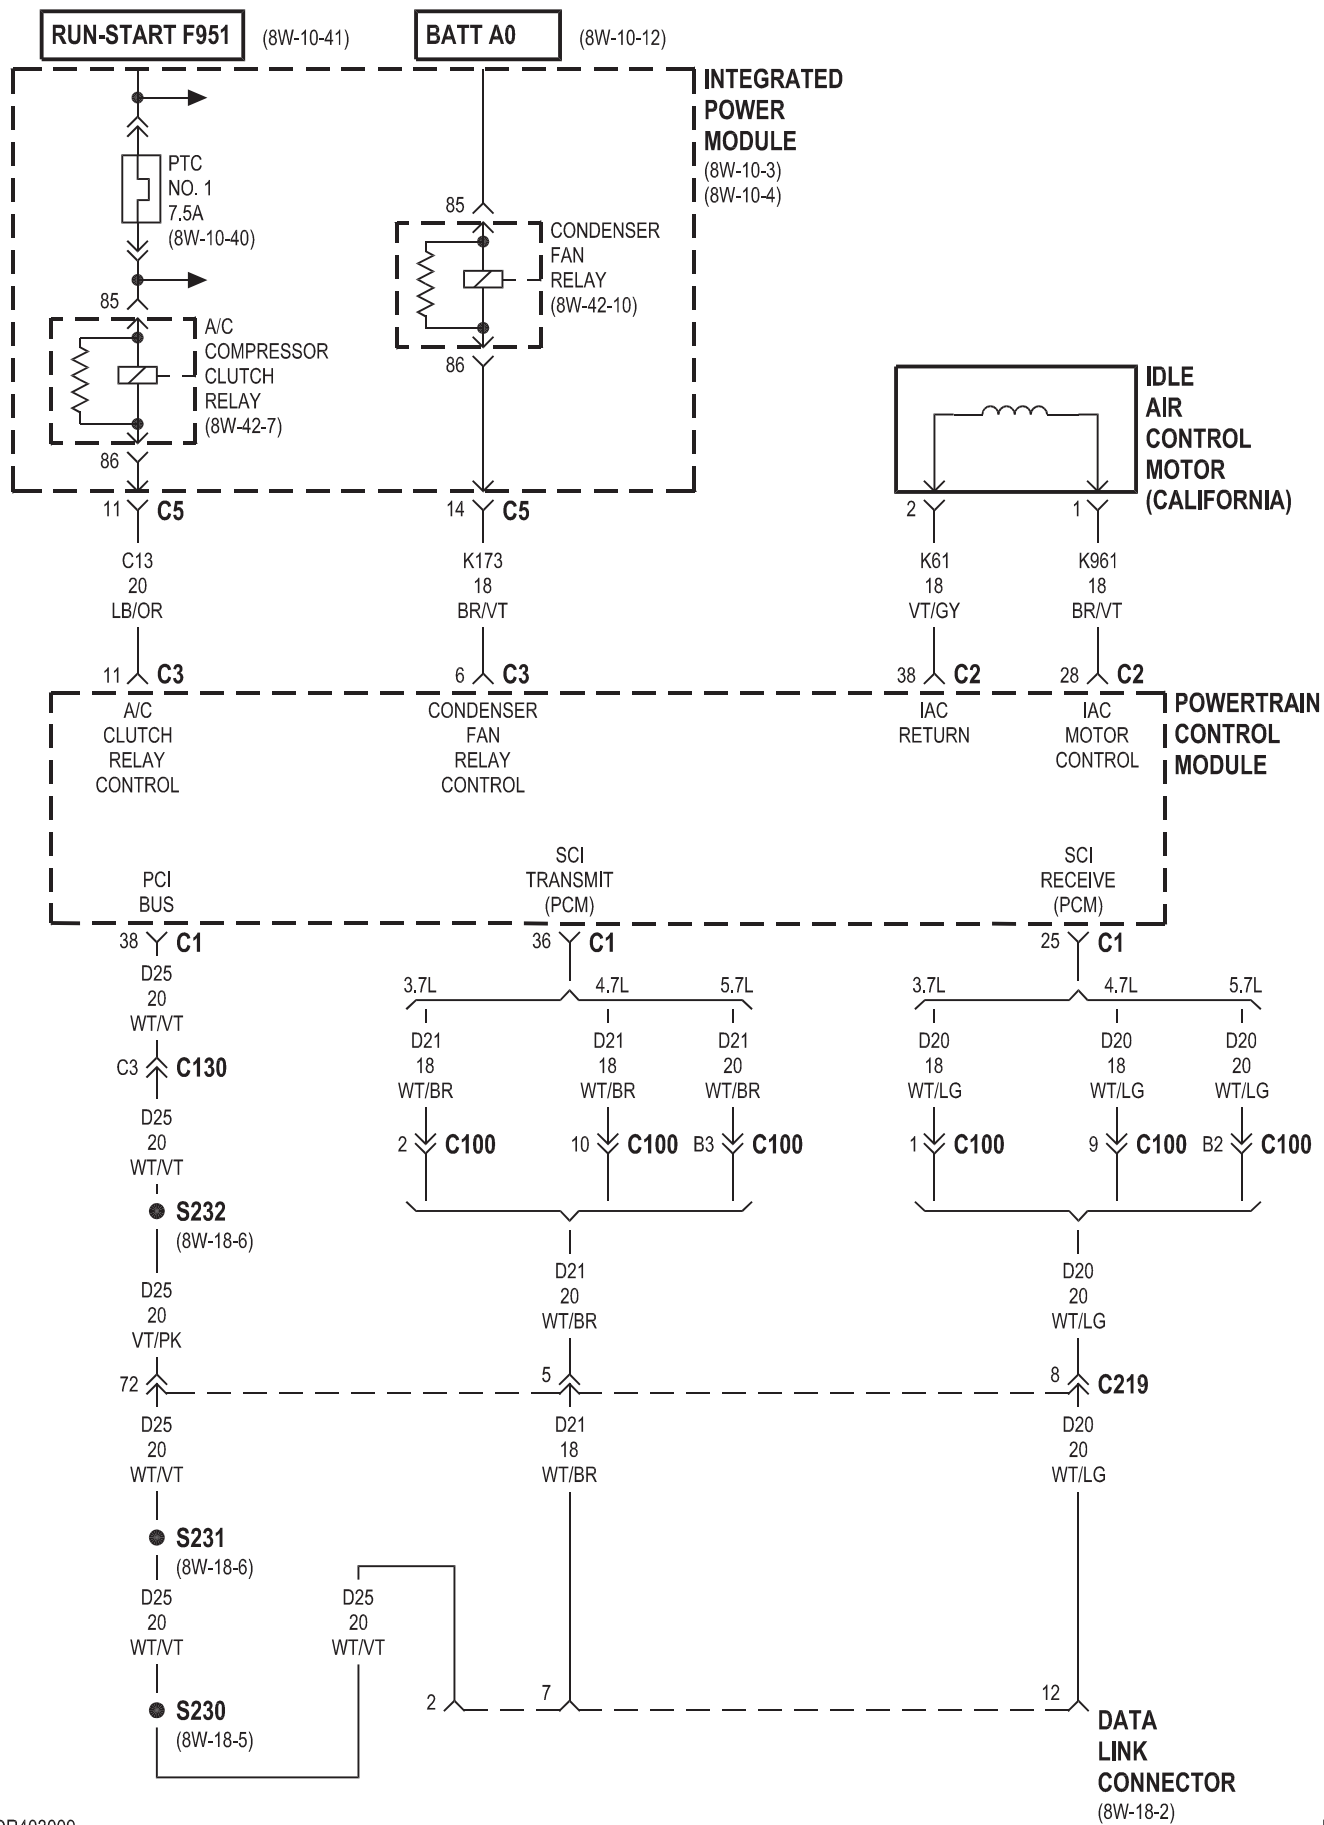 RUN-START F951 (8W-10-41)
BATT A0 (8W-10-12)
INTEGRATED
POWER
MODULE
(8W-10-3)
(8W-10-4)
PTC
NO. 1
7.5A
(8W-10-40)
85
CONDENSER
FAN
RELAY
(8W-42-10)
86
85
A/C
COMPRESSOR
CLUTCH
RELAY
(8W-42-7)
86
IDLE
AIR
CONTROL
MOTOR
(CALIFORNIA)
11 C5
14 C5
2
1
C13
20
LB/OR
K173
18
BR/VT
K61
18
VT/GY
K961
18
BR/VT
11 C3
6 C3
38 C2
28 C2
POWERTRAIN
CONTROL
MODULE
A/C
CLUTCH
RELAY
CONTROL
CONDENSER
FAN
RELAY
CONTROL
IAC
RETURN
IAC
MOTOR
CONTROL
PCI
BUS
SCI
TRANSMIT
(PCM)
SCI
RECEIVE
(PCM)
38 C1
36 C1
25 C1
D25
20
WT/VT
3.7L 4.7L 5.7L
3.7L 4.7L 5.7L
D21
18
WT/BR
D21
18
WT/BR
D21
20
WT/BR
D20
18
WT/LG
D20
18
WT/LG
D20
20
WT/LG
C3 C130
D25
20
WT/VT
2 C100
10 C100
B3 C100
1 C100
9 C100
B2 C100
S232
(8W-18-6)
D25
20
VT/PK
D21
20
WT/BR
D20
20
WT/LG
72
5
8 C219
D25
20
WT/VT
D21
18
WT/BR
D20
20
WT/LG
S231
(8W-18-6)
D25
20
WT/VT
D25
20
WT/VT
S230
(8W-18-5)
2
7
12
DATA
LINK
CONNECTOR
(8W-18-2)